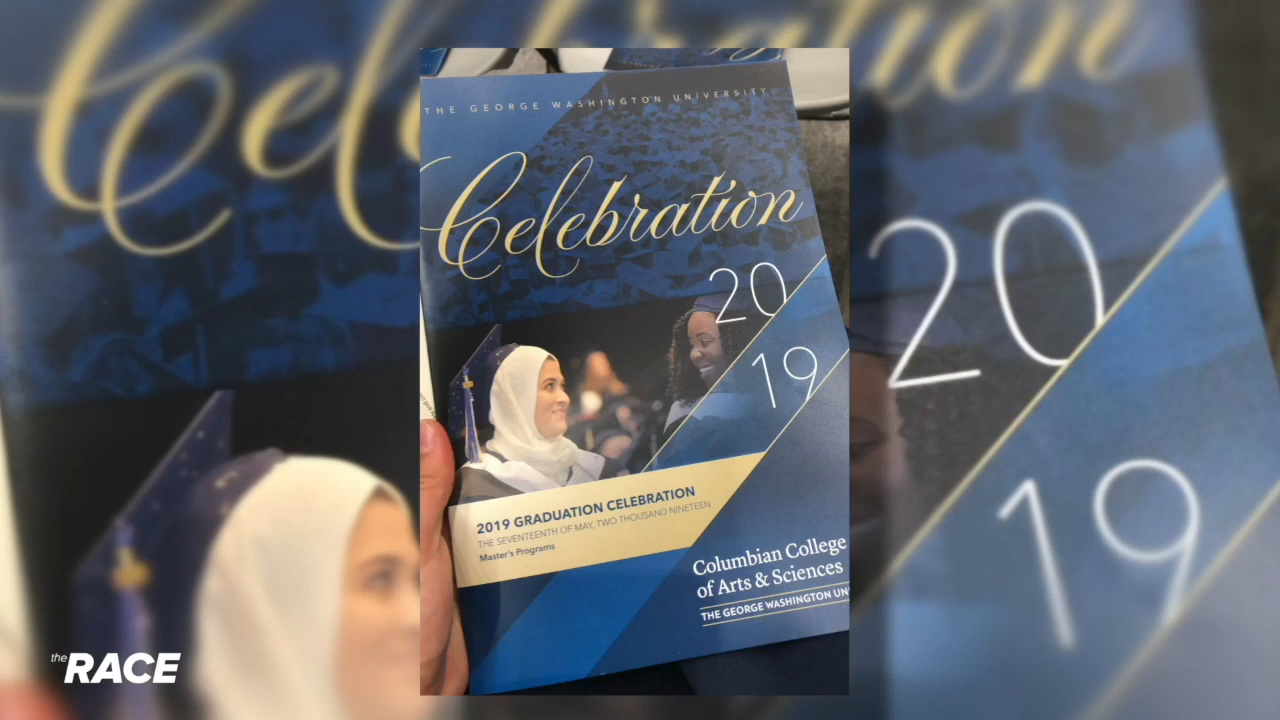 THE GEORGE WASHINGTON UNIVERSITY
Celebration
20
19
2019 GRADUATION CELEBRATION
THE SEVENTEENTH OF MAY, TWO THOUSAND NINETEEN
Master's Programs
Columbian College
of Arts & Sciences
THE GEORGE WASHINGTON UN
the RACE